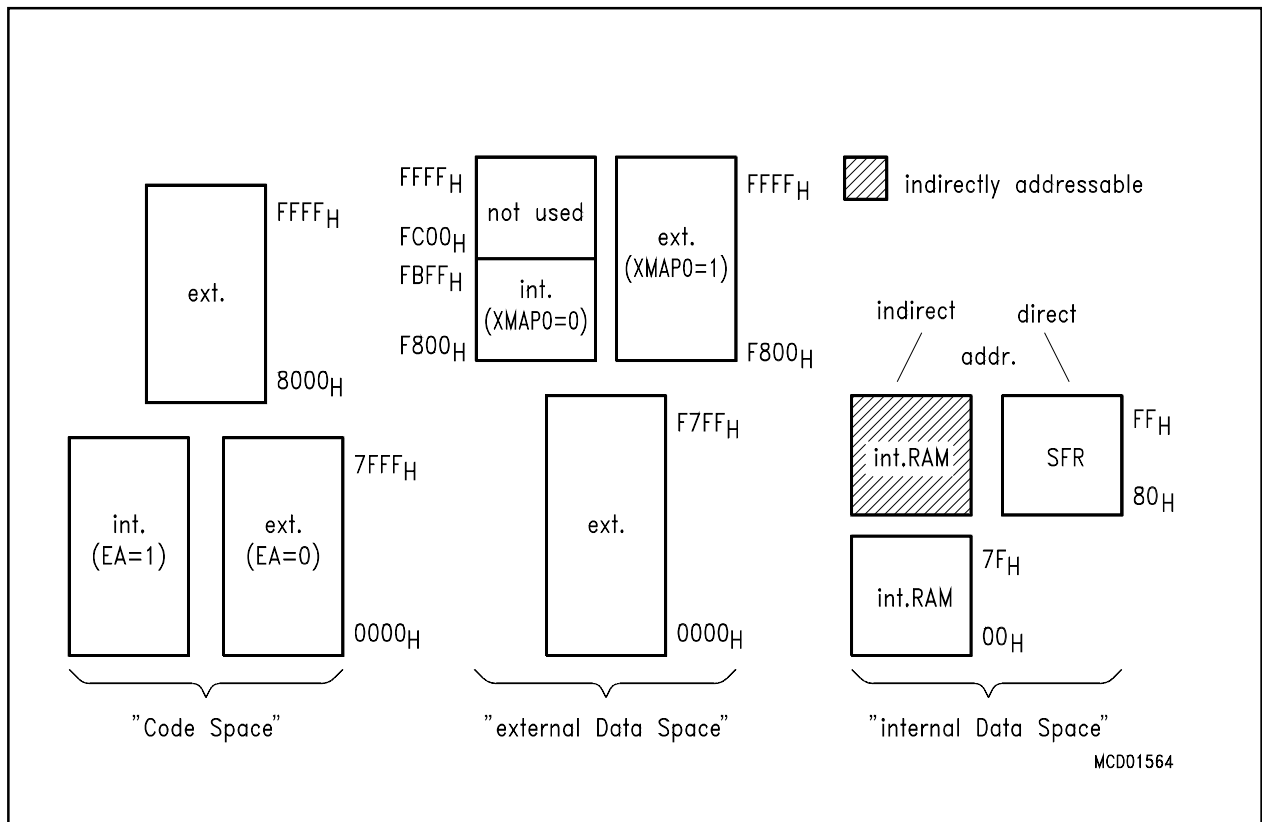 FFFFH
ext.
8000H
int.
(EA=1)
ext.
(EA=0)
7FFFH
0000H
"Code Space"
FFFFH
not used
FC00H
FBFFH
int.
(XMAP0=0)
F800H
ext.
(XMAP0=1)
FFFFH
F800H
F7FFH
ext.
0000H
"external Data Space"
indirectly addressable
indirect
direct
addr.
int.RAM
SFR
FFH
80H
int.RAM
7FH
00H
"internal Data Space"
MCD01564